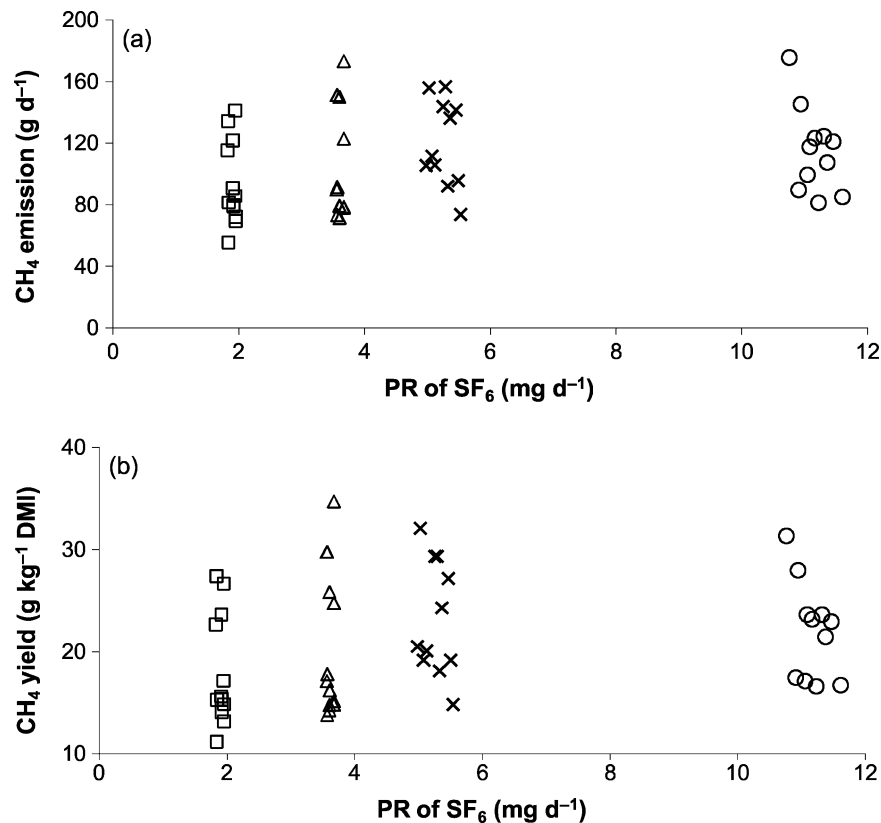 (a)
CH₄ emission (g d⁻¹)
200
160
120
80
40
0
0 2 4 6 8 10 12
PR of SF₆ (mg d⁻¹)
(b)
CH₄ yield (g kg⁻¹ DMI)
40
30
20
10
0 2 4 6 8 10 12
PR of SF₆ (mg d⁻¹)